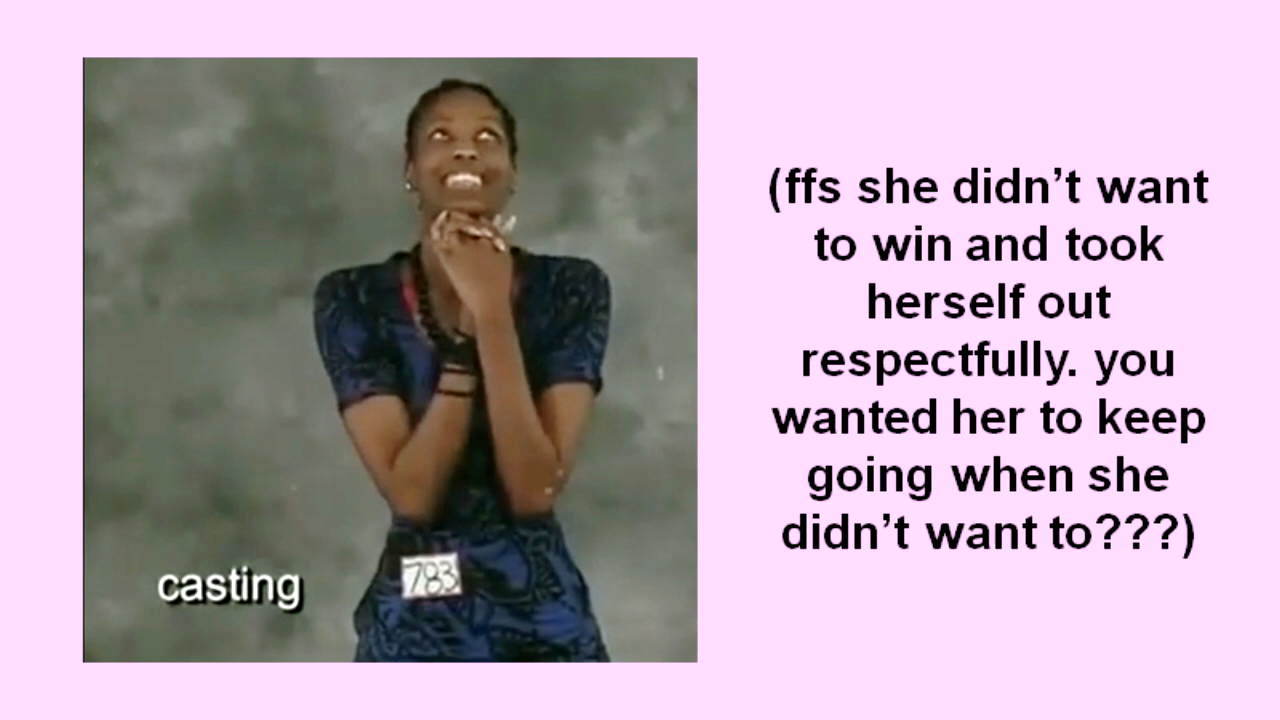 (ffs she didn’t want
to win and took
herself out
respectfully. you
wanted her to keep
going when she
didn’t want to???)
casting
783